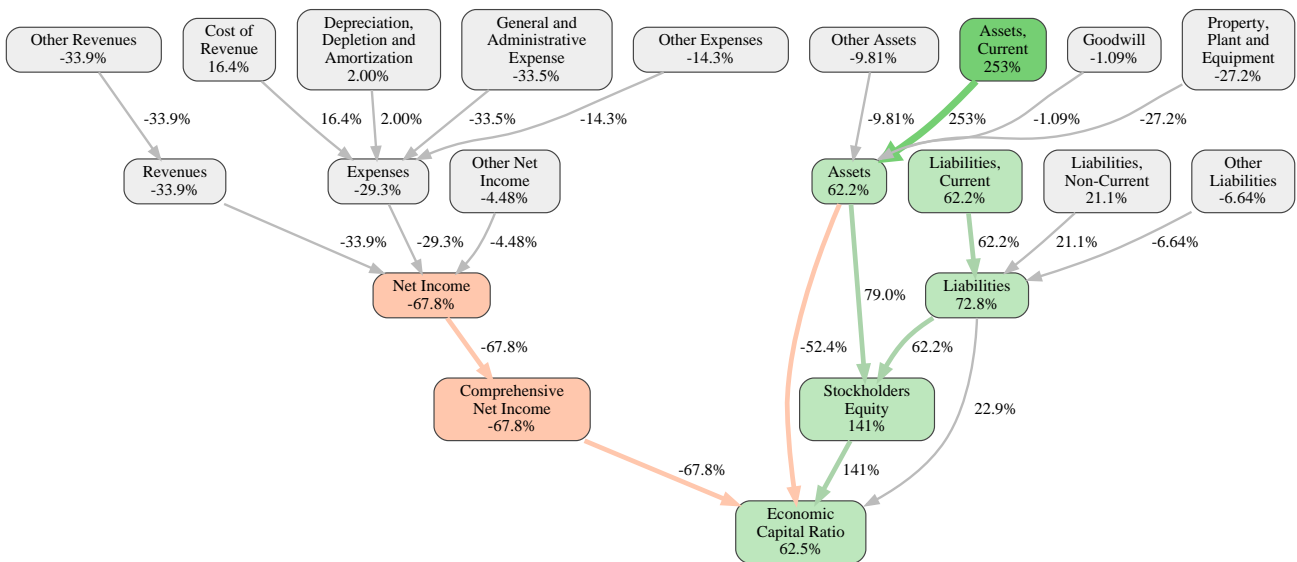 Other Revenues
-33.9%
Cost of
Revenue
16.4%
Depreciation,
Depletion and
Amortization
2.00%
General and
Administrative
Expense
-33.5%
Other Expenses
-14.3%
Other Assets
-9.81%
Assets,
Current
253%
Goodwill
-1.09%
Property,
Plant and
Equipment
-27.2%
-33.9%
16.4%
2.00%
-33.5%
-14.3%
-9.81%
253%
-1.09%
-27.2%
Revenues
-33.9%
Expenses
-29.3%
Other Net
Income
-4.48%
Assets
62.2%
Liabilities,
Current
62.2%
Liabilities,
Non-Current
21.1%
Other
Liabilities
-6.64%
-33.9%
-29.3%
-4.48%
62.2%
21.1%
-6.64%
Net Income
-67.8%
Liabilities
72.8%
79.0%
-67.8%
-52.4%
62.2%
Comprehensive
Net Income
-67.8%
Stockholders
Equity
141%
22.9%
-67.8%
141%
Economic
Capital Ratio
62.5%